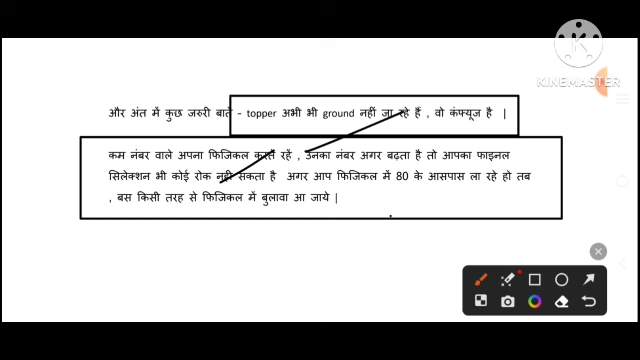 KINEMASTER
और अंत में कुछ जरुरी बातें - topper अभी भी ground नहीं जा रहे हैं , वो कंफ्यूज है |
कम नंबर वाले अपना फिजिकल करते रहें , उनका नंबर अगर बढ़ता है तो आपका फाइनल
सिलेक्शन भी कोई रोक नही सकता है अगर आप फिजिकल में 80 के आसपास ला रहे हो तब
, बस किसी तरह से फिजिकल में बुलावा आ जाये |